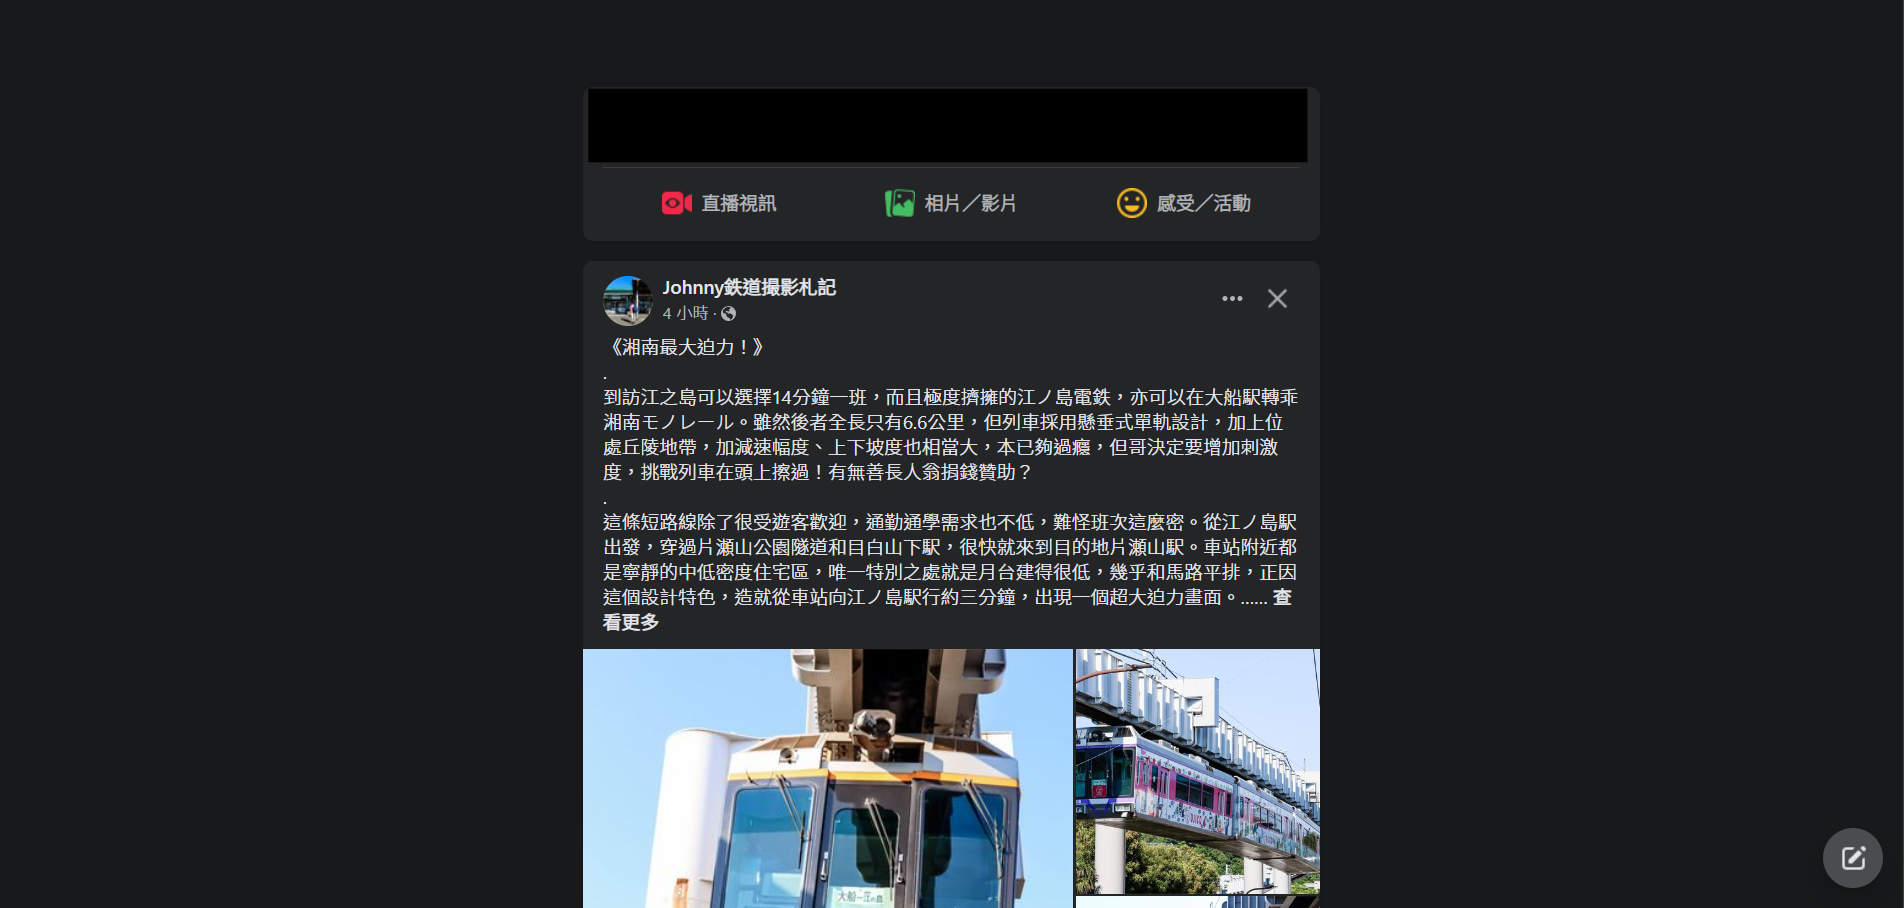 直播視訊
相片／影片
感受／活動
Johnny鉄道撮影札記
4 小時 ·
《湘南最大迫力！》
.
到訪江之島可以選擇14分鐘一班，而且極度擠擁的江ノ島電鉄，亦可以在大船駅轉乘
湘南モノレール。雖然後者全長只有6.6公里，但列車採用懸垂式單軌設計，加上位
處丘陵地帶，加減速幅度、上下坡度也相當大，本已夠過癮，但哥決定要增加刺激
度，挑戰列車在頭上擦過！有無善長人翁捐錢贊助？
.
這條短路線除了很受遊客歡迎，通勤通學需求也不低，難怪班次這麼密。從江ノ島駅
出發，穿過片瀬山公園隧道和目白山下駅，很快就來到目的地片瀬山駅。車站附近都
是寧靜的中低密度住宅區，唯一特別之處就是月台建得很低，幾乎和馬路平排，正因
這個設計特色，造就從車站向江ノ島駅行約三分鐘，出現一個超大迫力畫面。...... 查
看更多
大船―江の島